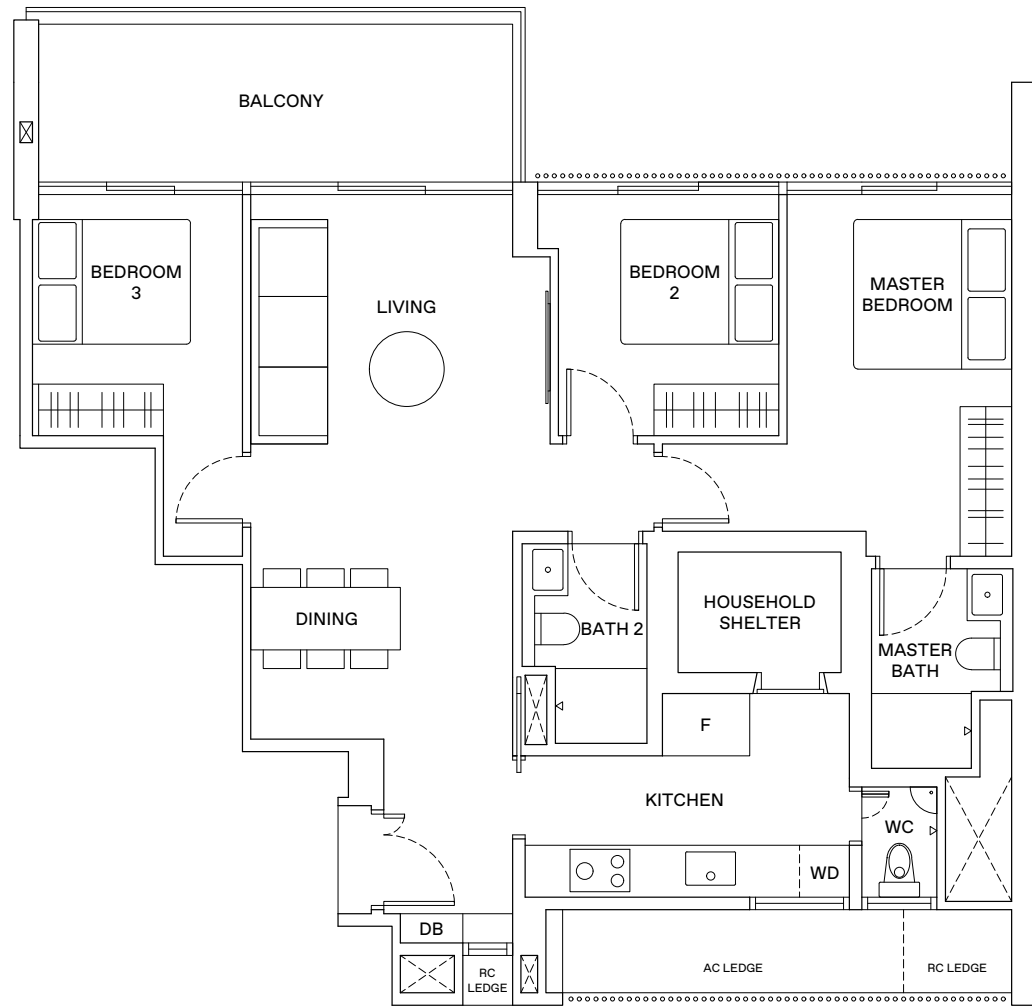 BALCONY
BEDROOM
3
LIVING
BEDROOM
2
MASTER
BEDROOM
DINING
BATH 2
HOUSEHOLD
SHELTER
MASTER
BATH
F
KITCHEN
WC
WD
DB
RC
LEDGE
AC LEDGE
RC LEDGE